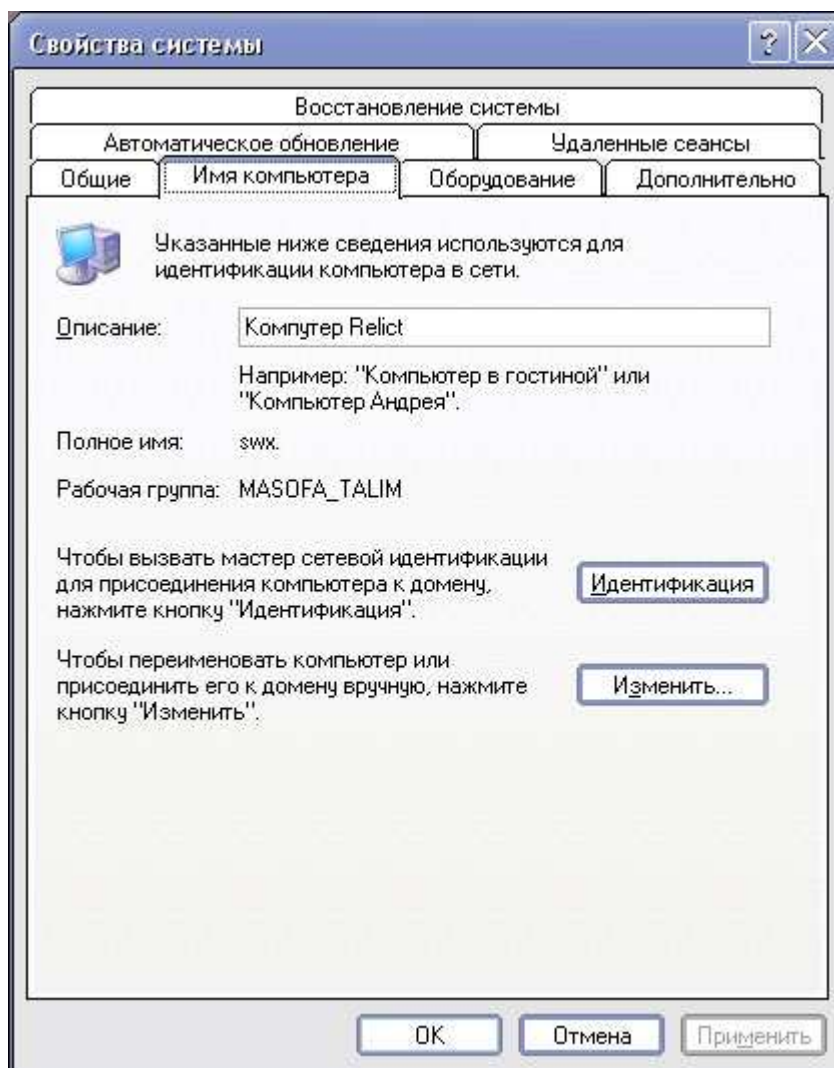 Свойства системы
Восстановление системы
Автоматическое обновление
Удаленные сеансы
Общие
Имя компьютера
Оборудование
Дополнительно
Указанные ниже сведения используются для
идентификации компьютера в сети.
Описание:
Компутер Relict
Например: "Компьютер в гостиной" или
"Компьютер Андрея".
Полное имя: swx.
Рабочая группа: MASOFA_TALIM
Чтобы вызвать мастер сетевой идентификации
для присоединения компьютера к домену,
нажмите кнопку "Идентификация".
Идентификация
Чтобы переименовать компьютер или
присоединить его к домену вручную, нажмите
кнопку "Изменить".
Изменить...
OK
Отмена
Применить